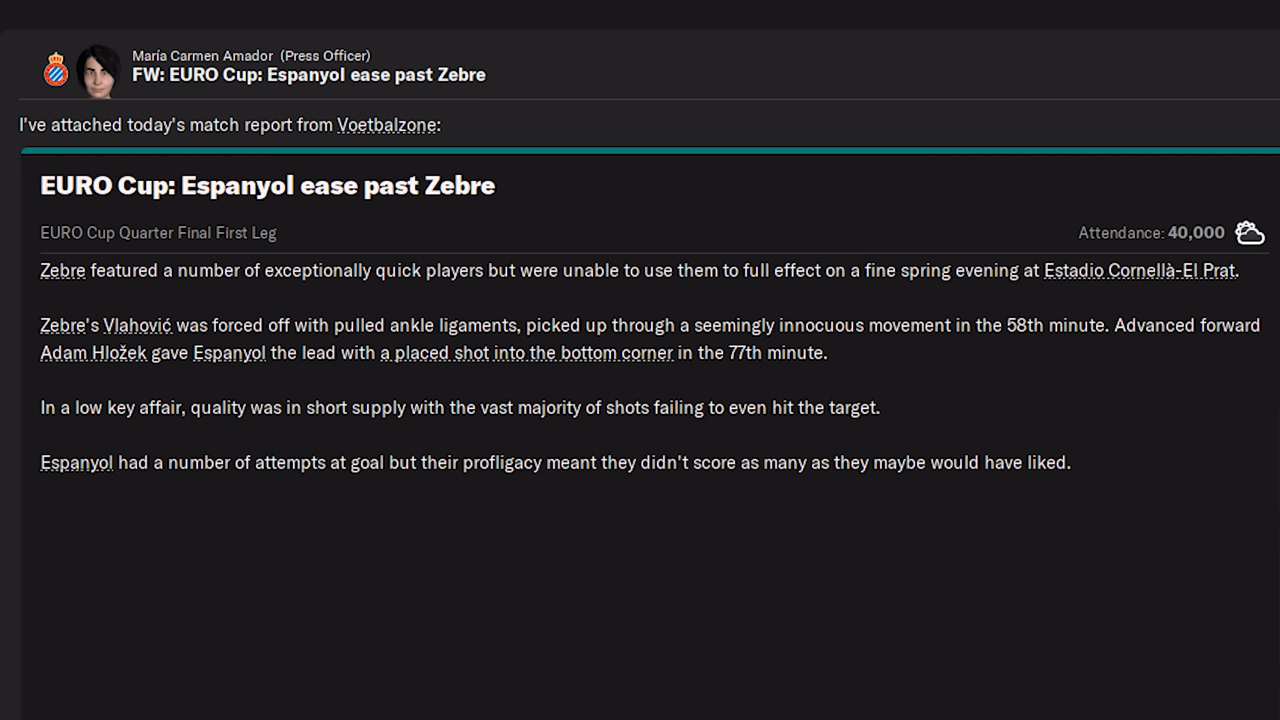 María Carmen Amador (Press Officer)
FW: EURO Cup: Espanyol ease past Zebre
I've attached today's match report from Voetbalzone:
EURO Cup: Espanyol ease past Zebre
EURO Cup Quarter Final First Leg
Attendance: 40,000
Zebre featured a number of exceptionally quick players but were unable to use them to full effect on a fine spring evening at Estadio Cornellà-El Prat.
Zebre's Vlahović was forced off with pulled ankle ligaments, picked up through a seemingly innocuous movement in the 58th minute. Advanced forward
Adam Hložek gave Espanyol the lead with a placed shot into the bottom corner in the 77th minute.
In a low key affair, quality was in short supply with the vast majority of shots failing to even hit the target.
Espanyol had a number of attempts at goal but their profligacy meant they didn't score as many as they maybe would have liked.